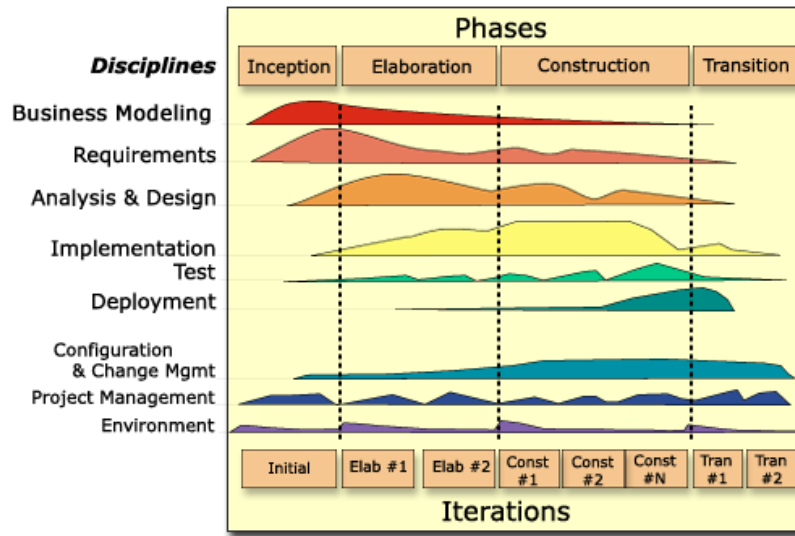 Phases
Disciplines
Inception
Elaboration
Construction
Transition
Business Modeling
Requirements
Analysis & Design
Implementation
Test
Deployment
Configuration
& Change Mgmt
Project Management
Environment
Initial
Elab #1
Elab #2
Const
#1
Const
#2
Const
#N
Tran
#1
Tran
#2
Iterations